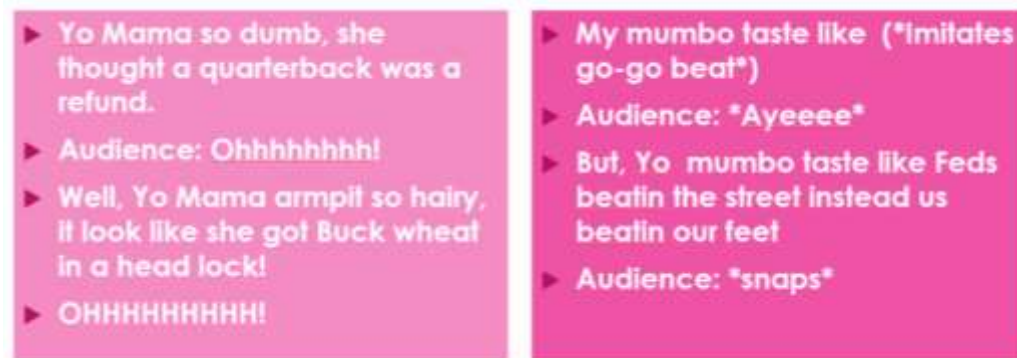 Yo Mama so dumb, she
thought a quarterback was a
refund.
Audience: Ohhhhhhhh!
Well, Yo Mama armpit so hairy,
it look like she got Buck wheat
in a head lock!
OHHHHHHHHH!
My mumbo taste like (*Imitates
go-go beat*)
Audience: *Ayeeee*
But, Yo mumbo taste like Feds
beatin the street instead us
beatin our feet
Audience: *snaps*